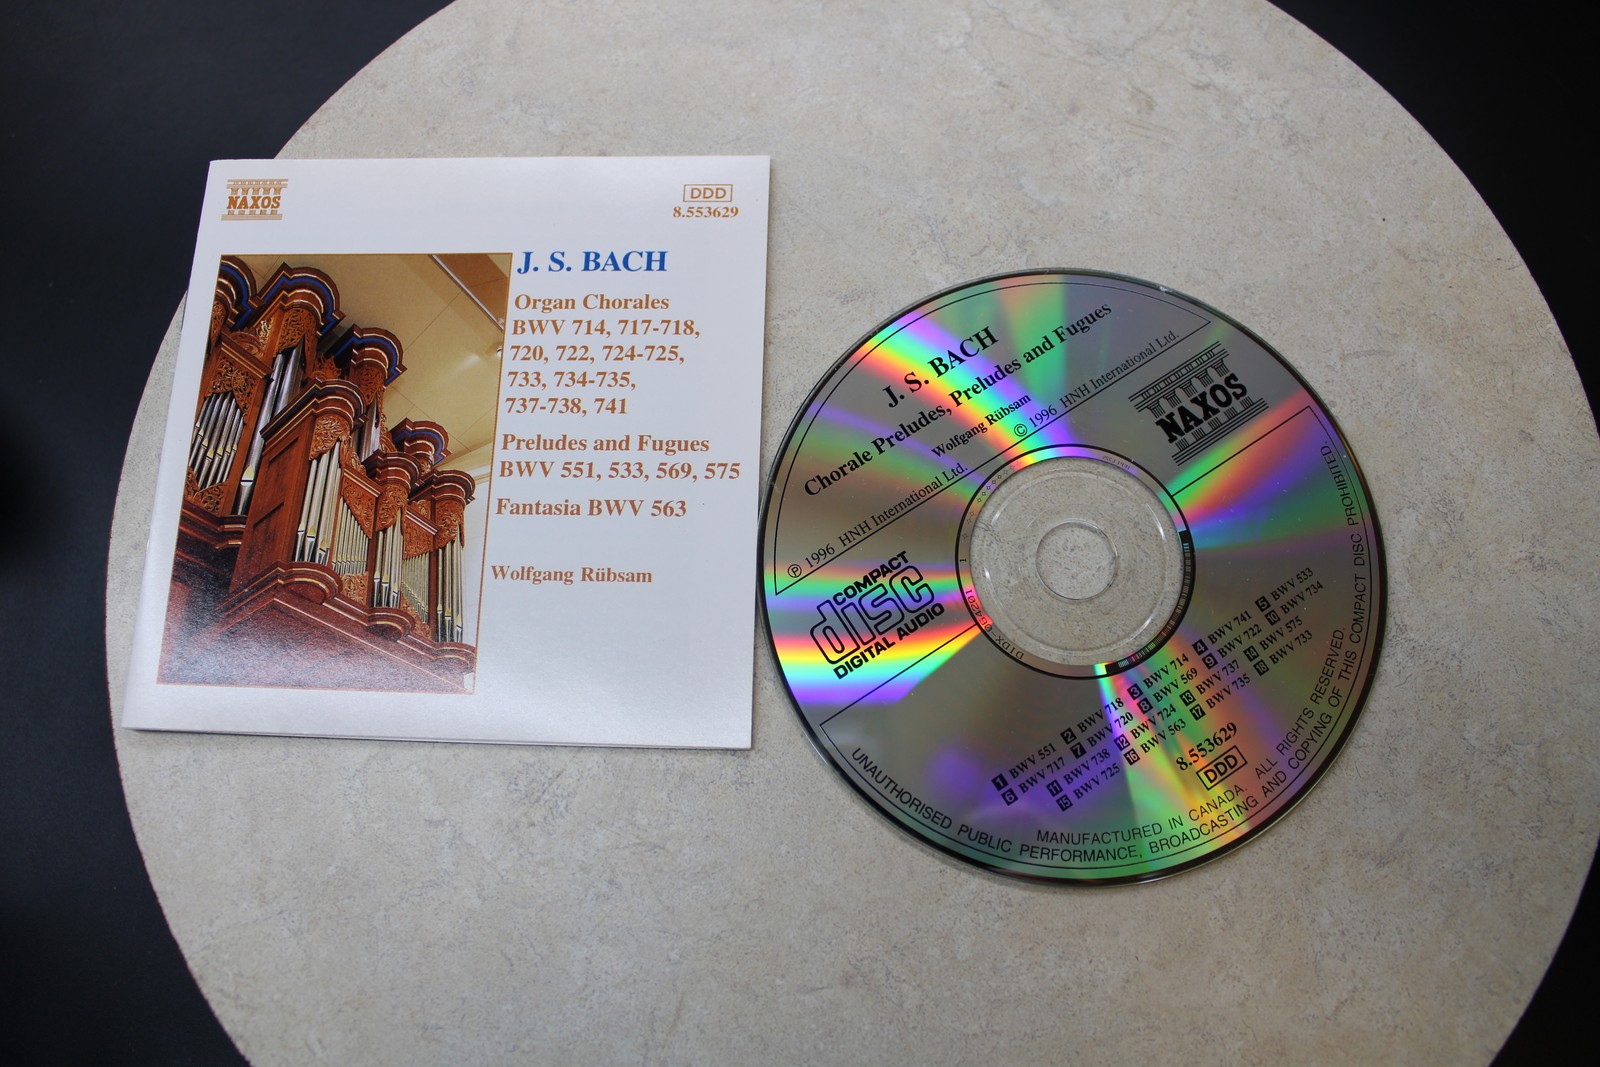 NAXOS
DDD
8.553629
J. S. BACH
Organ Chorales
BWV 714, 717-718,
720, 722, 724-725,
733, 734-735,
737-738, 741
Preludes and Fugues
BWV 551, 533, 569, 575
Fantasia BWV 563
Wolfgang Rübsam
J. S. BACH
Chorale Preludes, Preludes and Fugues
Wolfgang Rübsam
℗ 1996 HNH International Ltd. © 1996 HNH International Ltd.
NAXOS
COMPACT
disc
DIGITAL AUDIO
1 BWV 551 2 BWV 718 3 BWV 714 4 BWV 741 5 BWV 533
6 BWV 717 7 BWV 720 8 BWV 569 9 BWV 722 10 BWV 734
11 BWV 738 12 BWV 724 13 BWV 737 14 BWV 575
15 BWV 725 16 BWV 563 17 BWV 735 18 BWV 733
8.553629
DDD
MANUFACTURED IN CANADA. ALL RIGHTS RESERVED.
UNAUTHORISED PUBLIC PERFORMANCE, BROADCASTING AND COPYING OF THIS COMPACT DISC PROHIBITED.